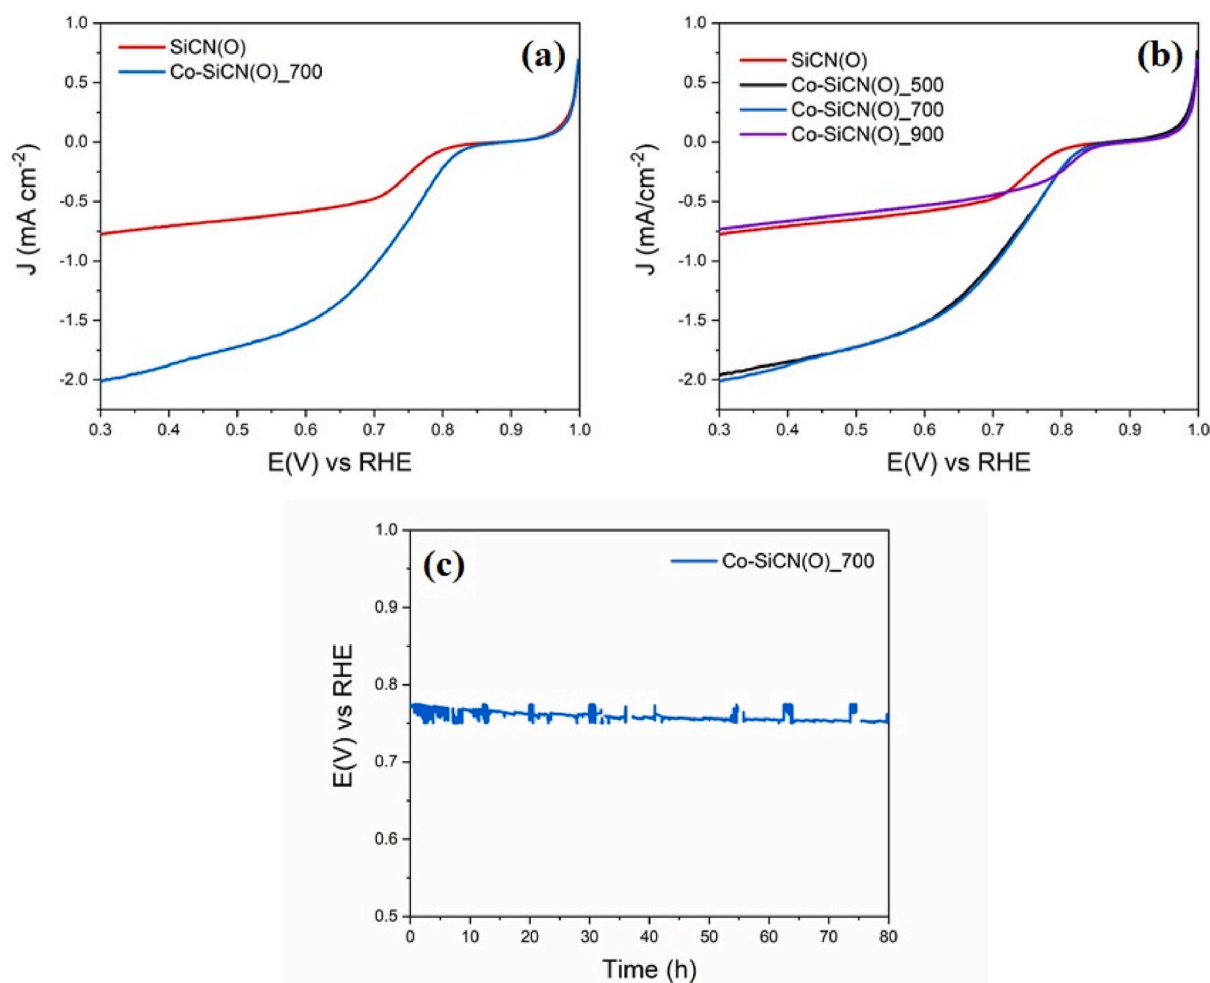 (a)
SiCN(O)
Co-SiCN(O)_700
1.0
0.5
0.0
-0.5
-1.0
-1.5
-2.0
J (mA cm-2)
0.3 0.4 0.5 0.6 0.7 0.8 0.9 1.0
E(V) vs RHE
(b)
SiCN(O)
Co-SiCN(O)_500
Co-SiCN(O)_700
Co-SiCN(O)_900
1.0
0.5
0.0
-0.5
-1.0
-1.5
-2.0
J (mA/cm-2)
0.3 0.4 0.5 0.6 0.7 0.8 0.9 1.0
E(V) vs RHE
(c)
Co-SiCN(O)_700
1.0
0.9
0.8
0.7
0.6
0.5
E(V) vs RHE
0 10 20 30 40 50 60 70 80
Time (h)